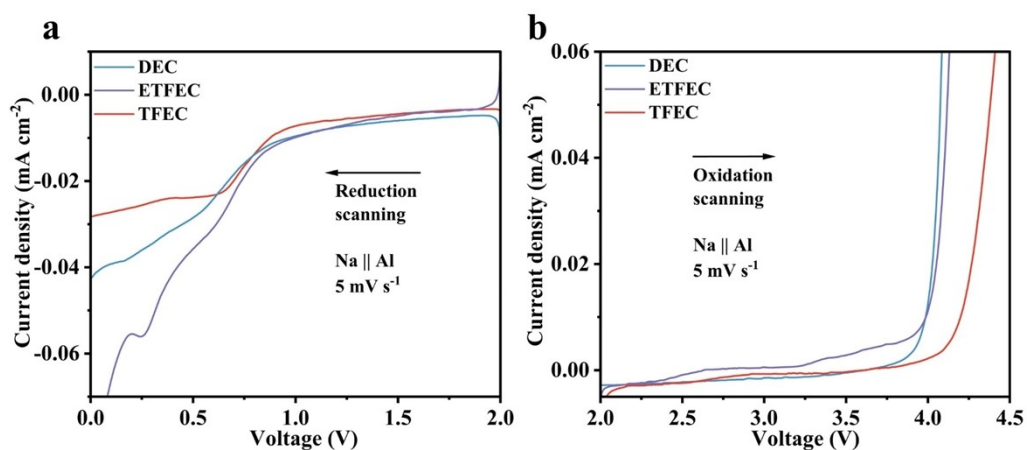 a
DEC
ETFEC
TFEC
0.00
-0.02
-0.04
-0.06
Current density (mA cm⁻²)
Reduction
scanning
Na || Al
5 mV s⁻¹
0.0 0.5 1.0 1.5 2.0
Voltage (V)
b
DEC
ETFEC
TFEC
0.06
0.04
0.02
0.00
Current density (mA cm⁻²)
Oxidation
scanning
Na || Al
5 mV s⁻¹
2.0 2.5 3.0 3.5 4.0 4.5
Voltage (V)